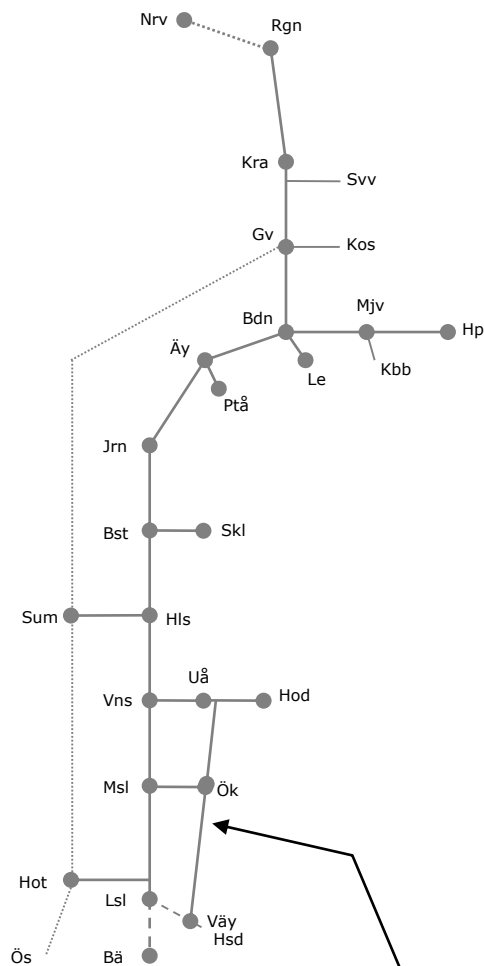 Nrv
Rgn
Kra
Svv
Gv
Kos
Bdn
Mjv
Hp
Äy
Le
Kbb
Ptå
Jrn
Bst
Skl
Sum
Hls
Uå
Vns
Hod
Msl
Ök
Hot
Lsl
Väy
Hsd
Ös
Bä